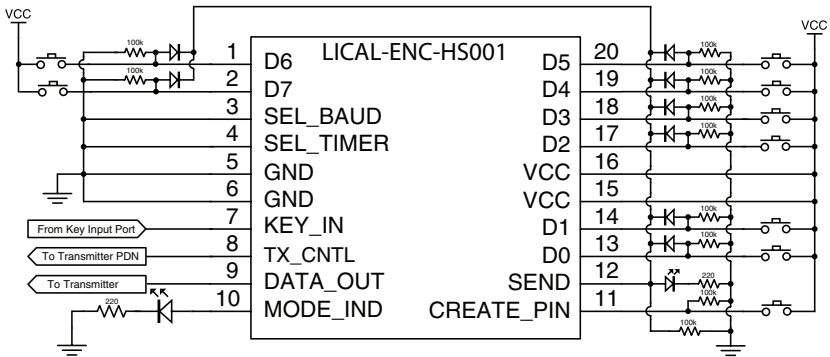 VCC
VCC
LICAL-ENC-HS001
100k
100k
1 D6
2 D7
3 SEL_BAUD
4 SEL_TIMER
5 GND
6 GND
From Key Input Port 7 KEY_IN
To Transmitter PDN 8 TX_CNTL
To Transmitter 9 DATA_OUT
220 10 MODE_IND
D5 20 100k
D4 19 100k
D3 18 100k
D2 17 100k
VCC 16
VCC 15
D1 14 100k
D0 13 100k
SEND 12 220
CREATE_PIN 11 100k
100k